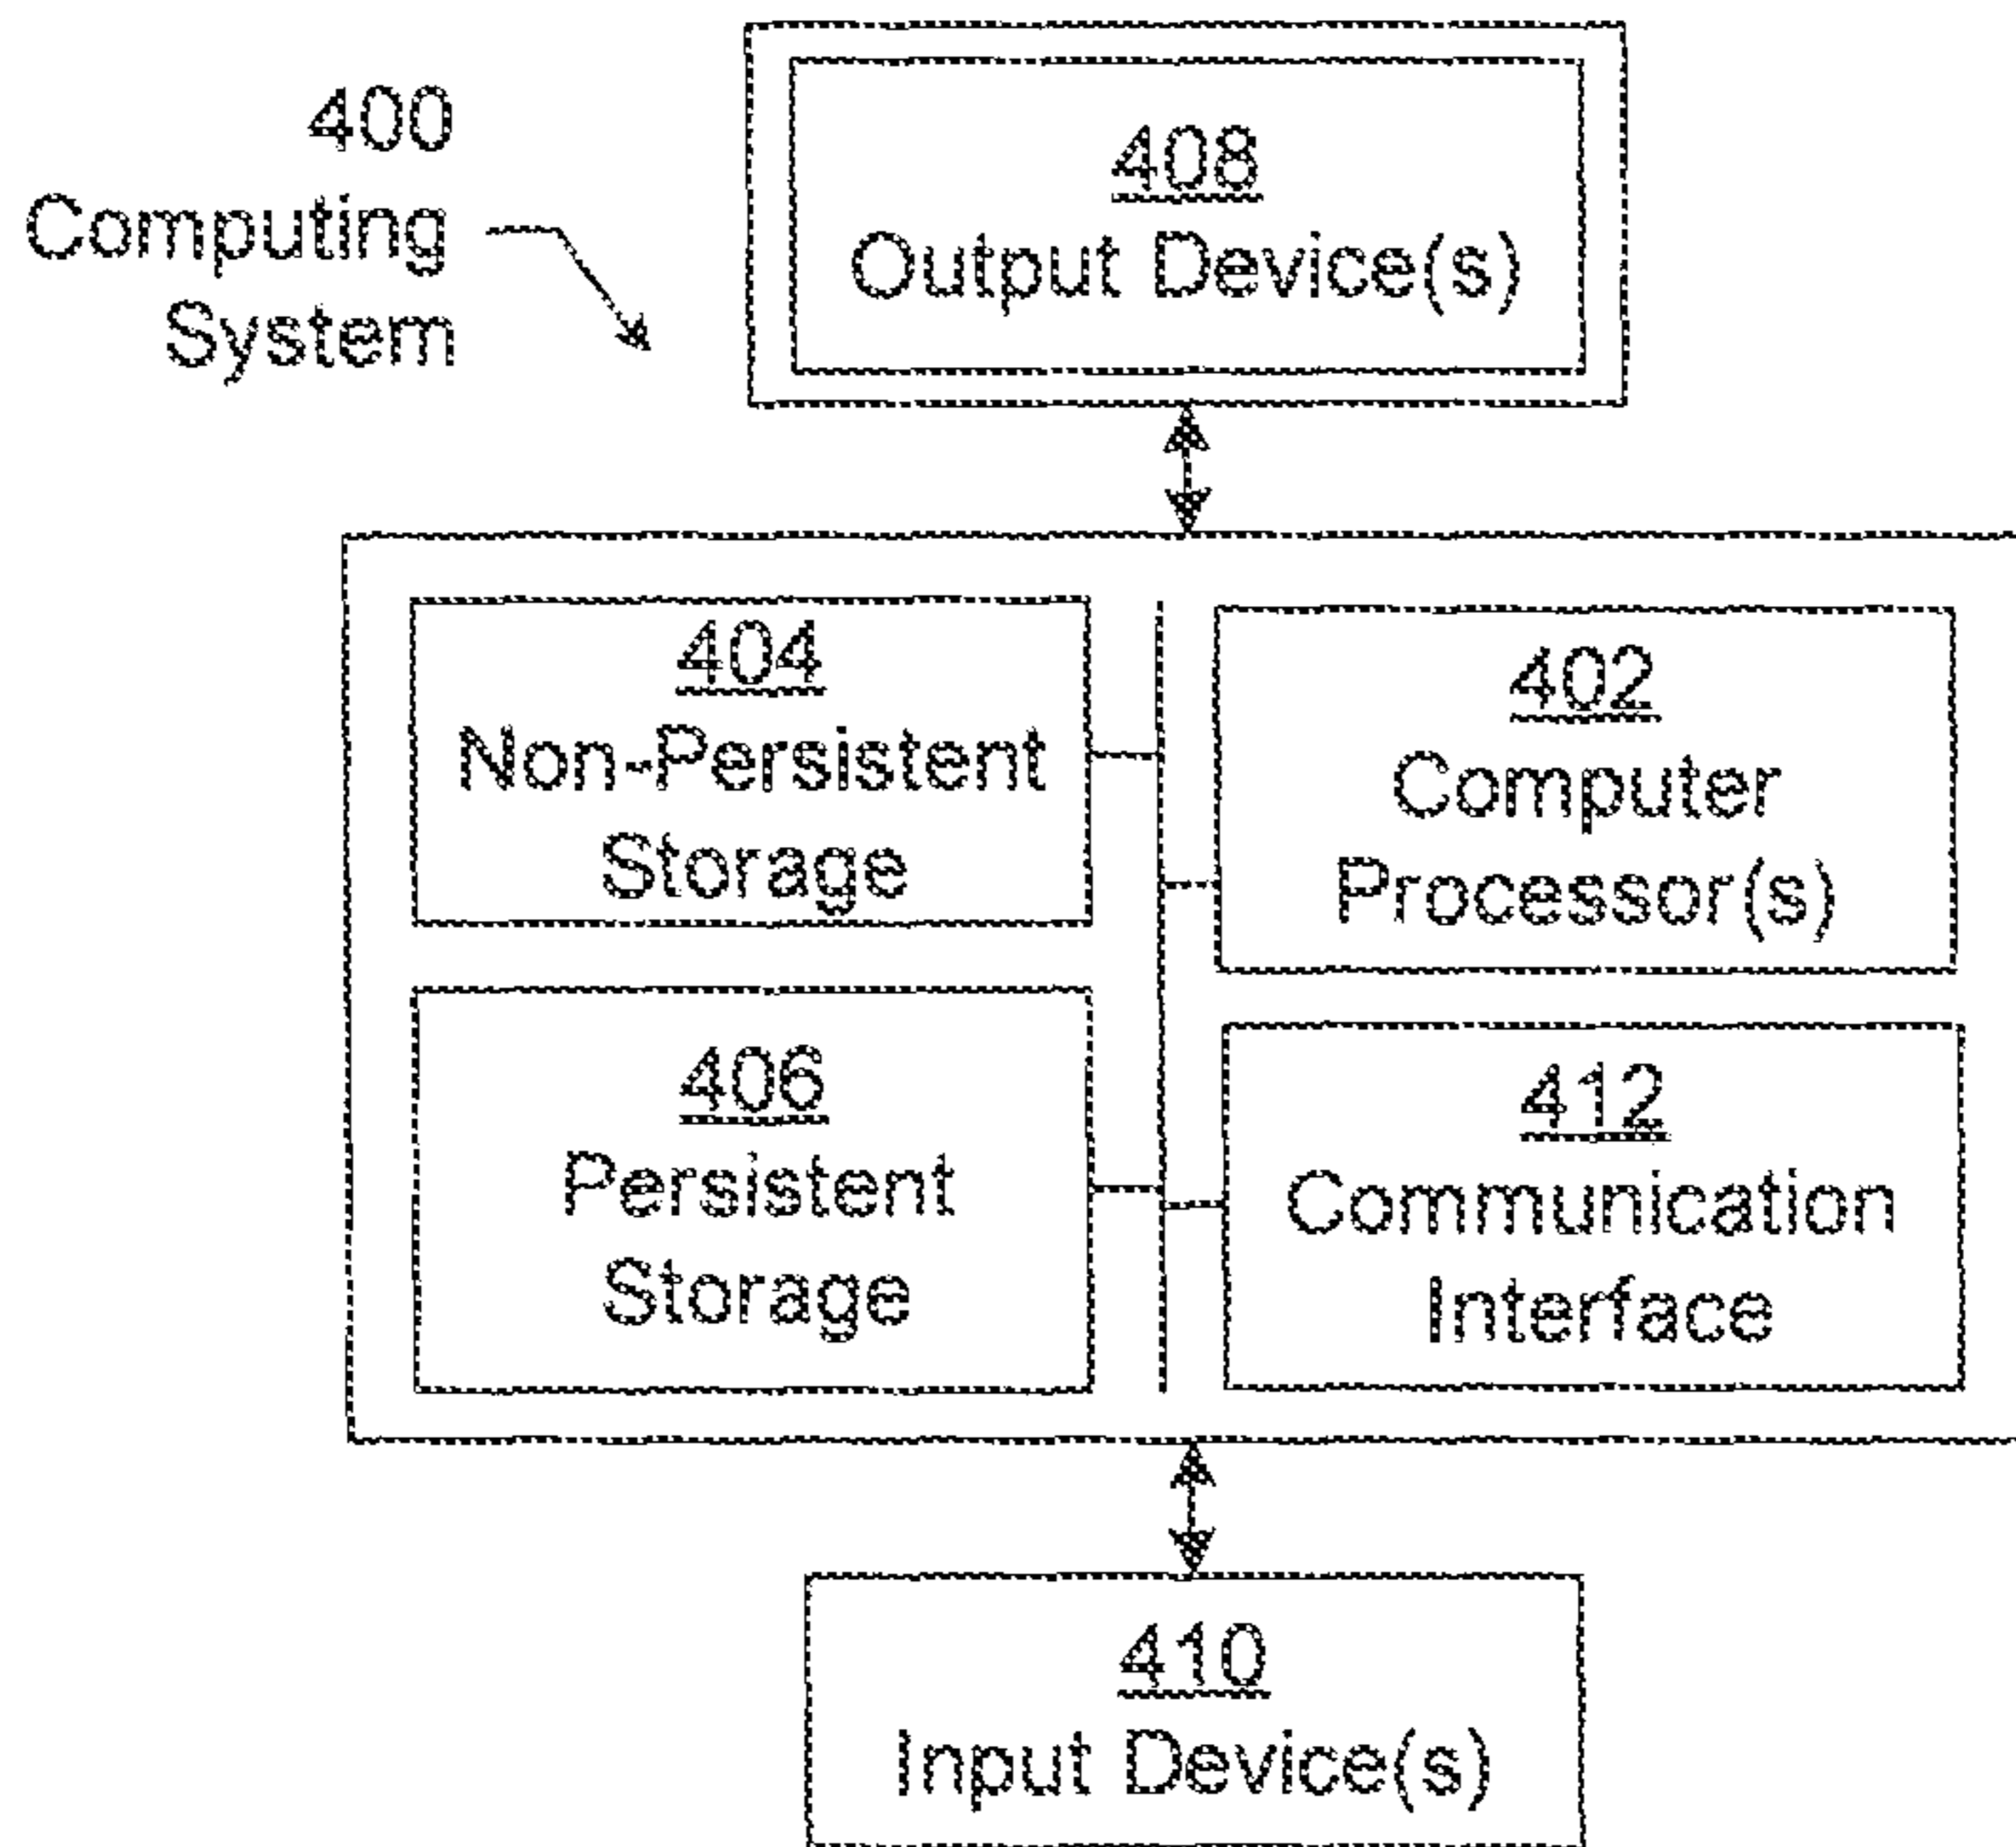 400
Computing
System
408
Output Device(s)
404
Non-Persistent
Storage
402
Computer
Processor(s)
406
Persistent
Storage
412
Communication
Interface
410
Input Device(s)